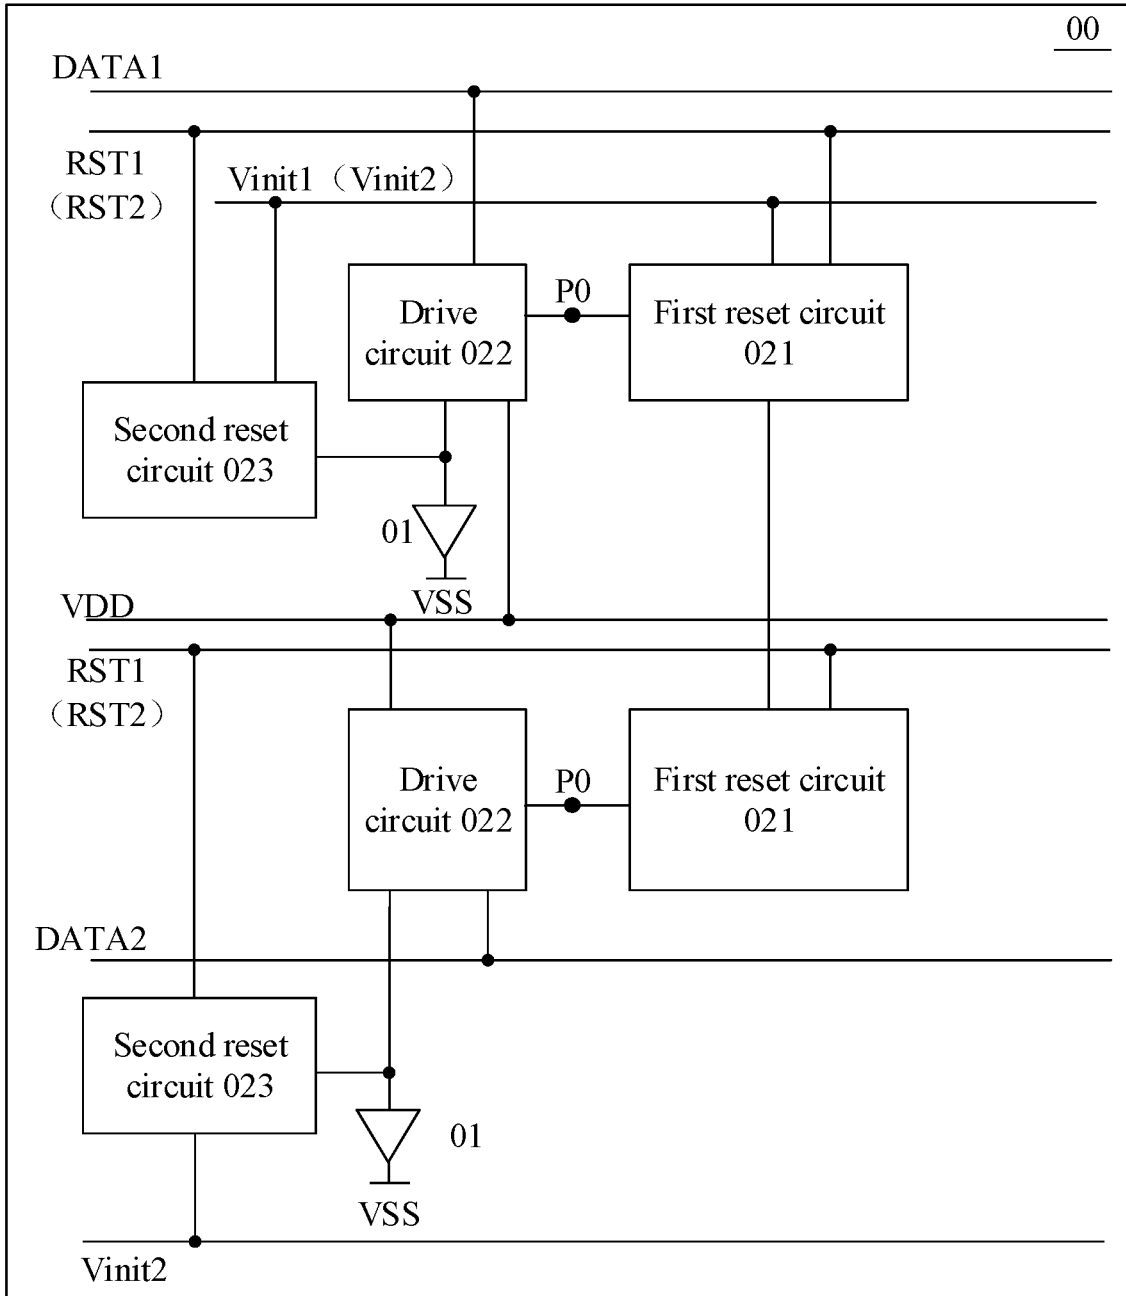 00
DATA1
RST1
（RST2）
Vinit1（Vinit2）
Drive
circuit 022
P0
First reset circuit
021
Second reset
circuit 023
01
VSS
VDD
RST1
（RST2）
Drive
circuit 022
P0
First reset circuit
021
DATA2
Second reset
circuit 023
01
VSS
Vinit2